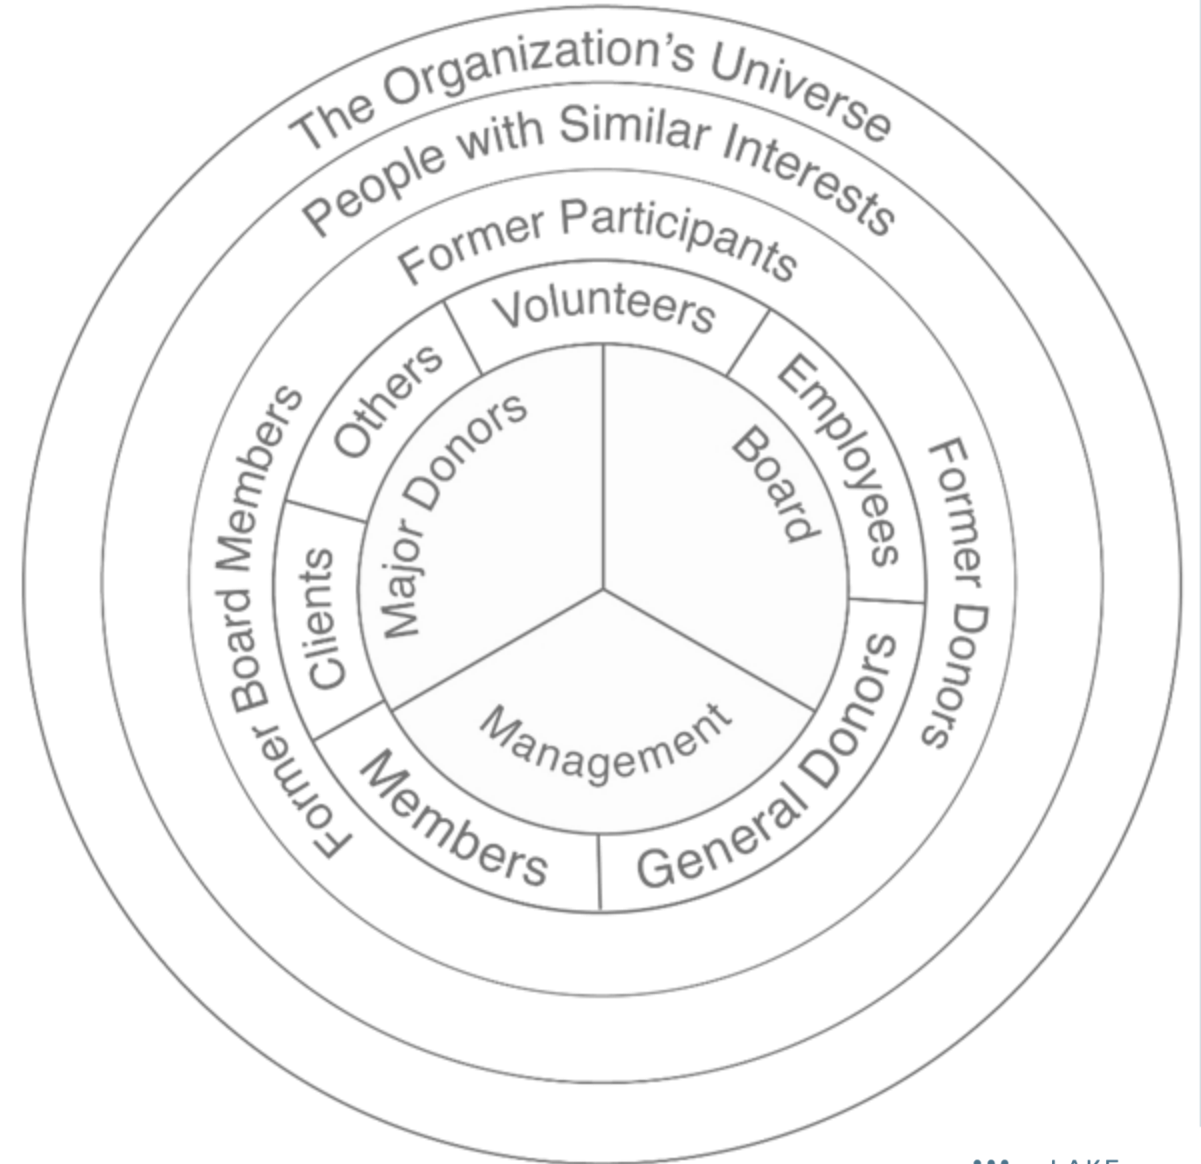 The Organization’s Universe
People with Similar Interests
Former Participants
Volunteers
Others
Employees
Major Donors
Board
Former Board Members
Former Donors
Clients
Management
Members
General Donors
LAKE